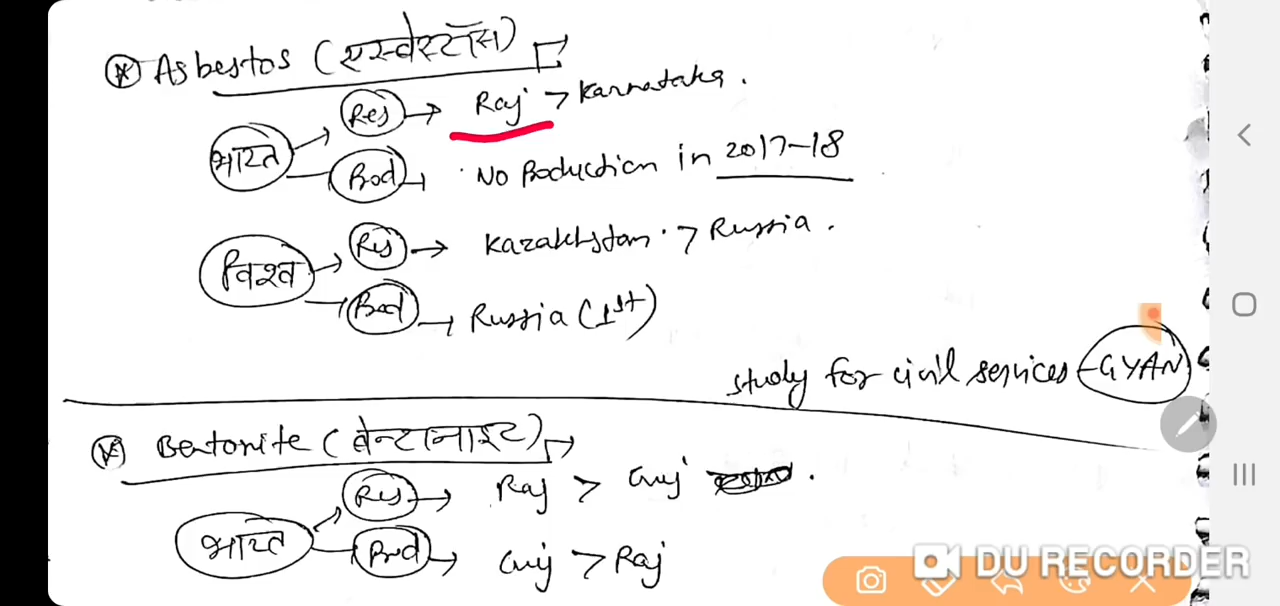 Asbestos (एस्बेस्टॉस)
Res → Raj > Karnataka.
भारत
Prod → No Production in 2017-18
Res → Kazakhstan > Russia.
विश्व
Prod → Russia (1st)
Study for civil services - GYAN
Bentonite (बेन्टोनाइट)
Res → Raj > Guj
भारत
Prod → Guj > Raj
DU RECORDER